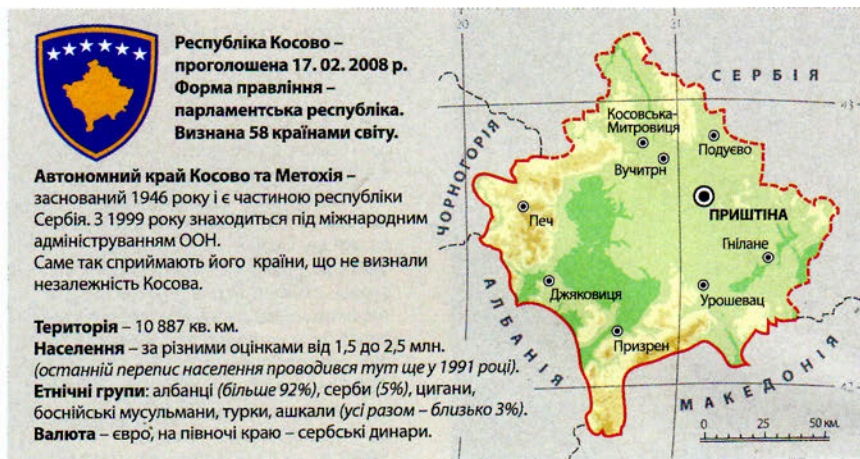 Республіка Косово –
проголошена 17. 02. 2008 р.
Форма правління –
парламентська республіка.
Визнана 58 країнами світу.
Автономний край Косово та Метохія –
заснований 1946 року і є частиною республіки
Сербія. З 1999 року знаходиться під міжнародним
адмініструванням ООН.
Саме так сприймають його країни, що не визнали
незалежність Косова.
Територія – 10 887 кв. км.
Населення – за різними оцінками від 1,5 до 2,5 млн.
(останній перепис населення проводився тут ще у 1991 році).
Етнічні групи: албанці (більше 92%), серби (5%), цигани,
боснійські мусульмани, турки, ашкали (усі разом – близько 3%).
Валюта – євро, на півночі краю – сербські динари.
20
21
СЕРБІЯ
43
Косовська-
Митровиця
Подуєво
Вучитрн
ЧОРНОГОРІЯ
Печ
ПРИШТІНА
Гнілане
Джяковиця
Урошевац
АЛБАНІЯ
Призрен
МАКЕДОНІЯ
42
0 25 50 км.